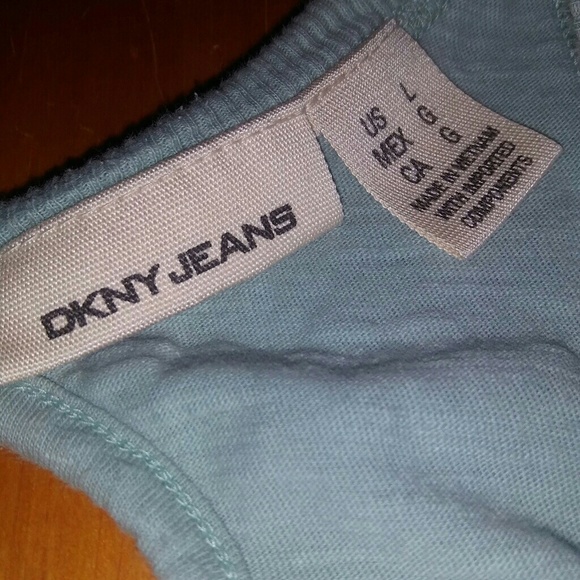 DKNY JEANS
US L
MEX G
CA G
MADE IN VIETNAM
WITH IMPORTED
COMPONENTS